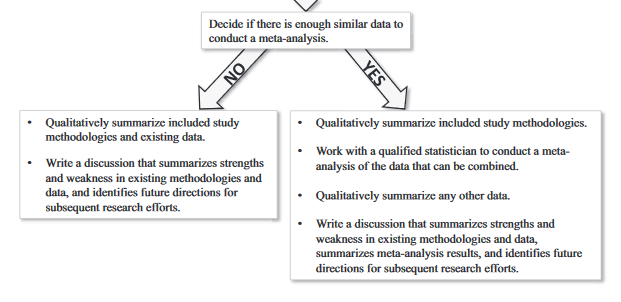 Decide if there is enough similar data to
conduct a meta-analysis.
NO
YES
• Qualitatively summarize included study
methodologies and existing data.
• Write a discussion that summarizes strengths
and weakness in existing methodologies and
data, and identifies future directions for
subsequent research efforts.
• Qualitatively summarize included study methodologies.
• Work with a qualified statistician to conduct a meta-
analysis of the data that can be combined.
• Qualitatively summarize any other data.
• Write a discussion that summarizes strengths and
weakness in existing methodologies and data,
summarizes meta-analysis results, and identifies future
directions for subsequent research efforts.